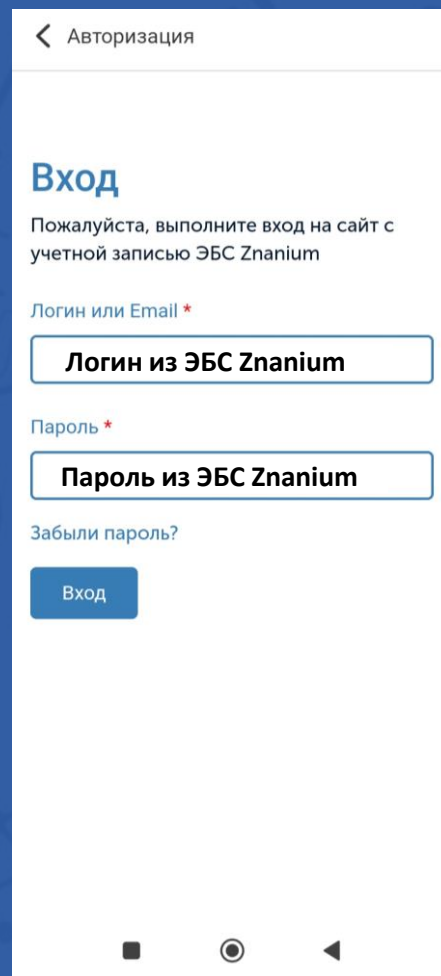 Авторизация
Вход
Пожалуйста, выполните вход на сайт с
учетной записью ЭБС Znanium
Логин или Email *
Логин из ЭБС Znanium
Пароль *
Пароль из ЭБС Znanium
Забыли пароль?
Вход